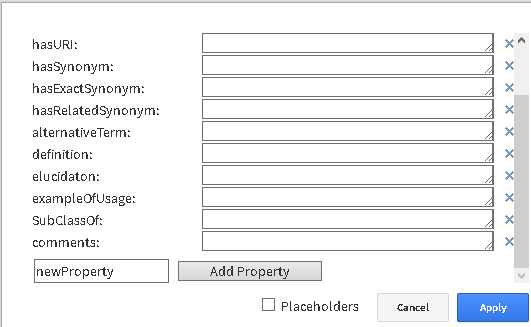 hasURI:
hasSynonym:
hasExactSynonym:
hasRelatedSynonym:
alternativeTerm:
definition:
elucidaton:
exampleOfUsage:
SubClassOf:
comments:
newProperty Add Property
Placeholders Cancel Apply